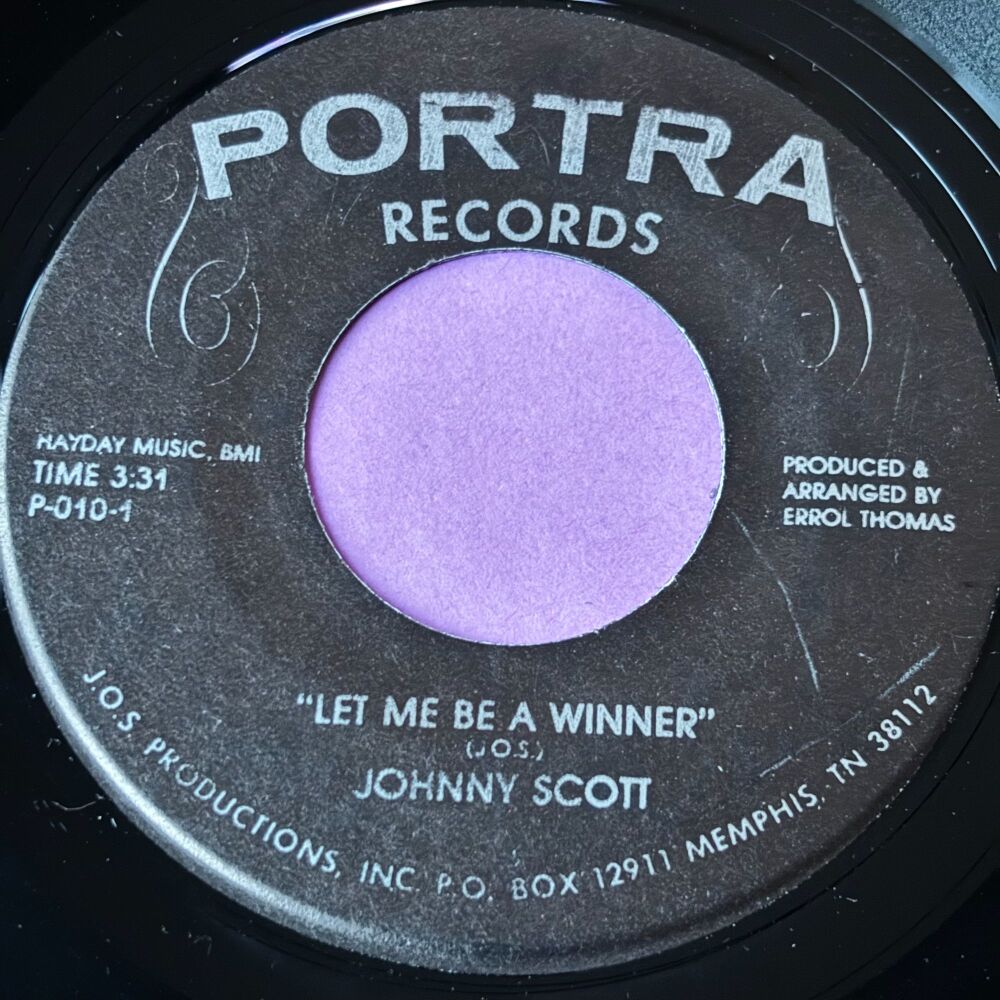 PORTRA
RECORDS
HAYDAY MUSIC, BMI
TIME 3:31
P-010-1
PRODUCED &
ARRANGED BY
ERROL THOMAS
"LET ME BE A WINNER"
(J.O.S.)
JOHNNY SCOTT
J.O.S. PRODUCTIONS, INC. P.O. BOX 12911 MEMPHIS, TN 38112